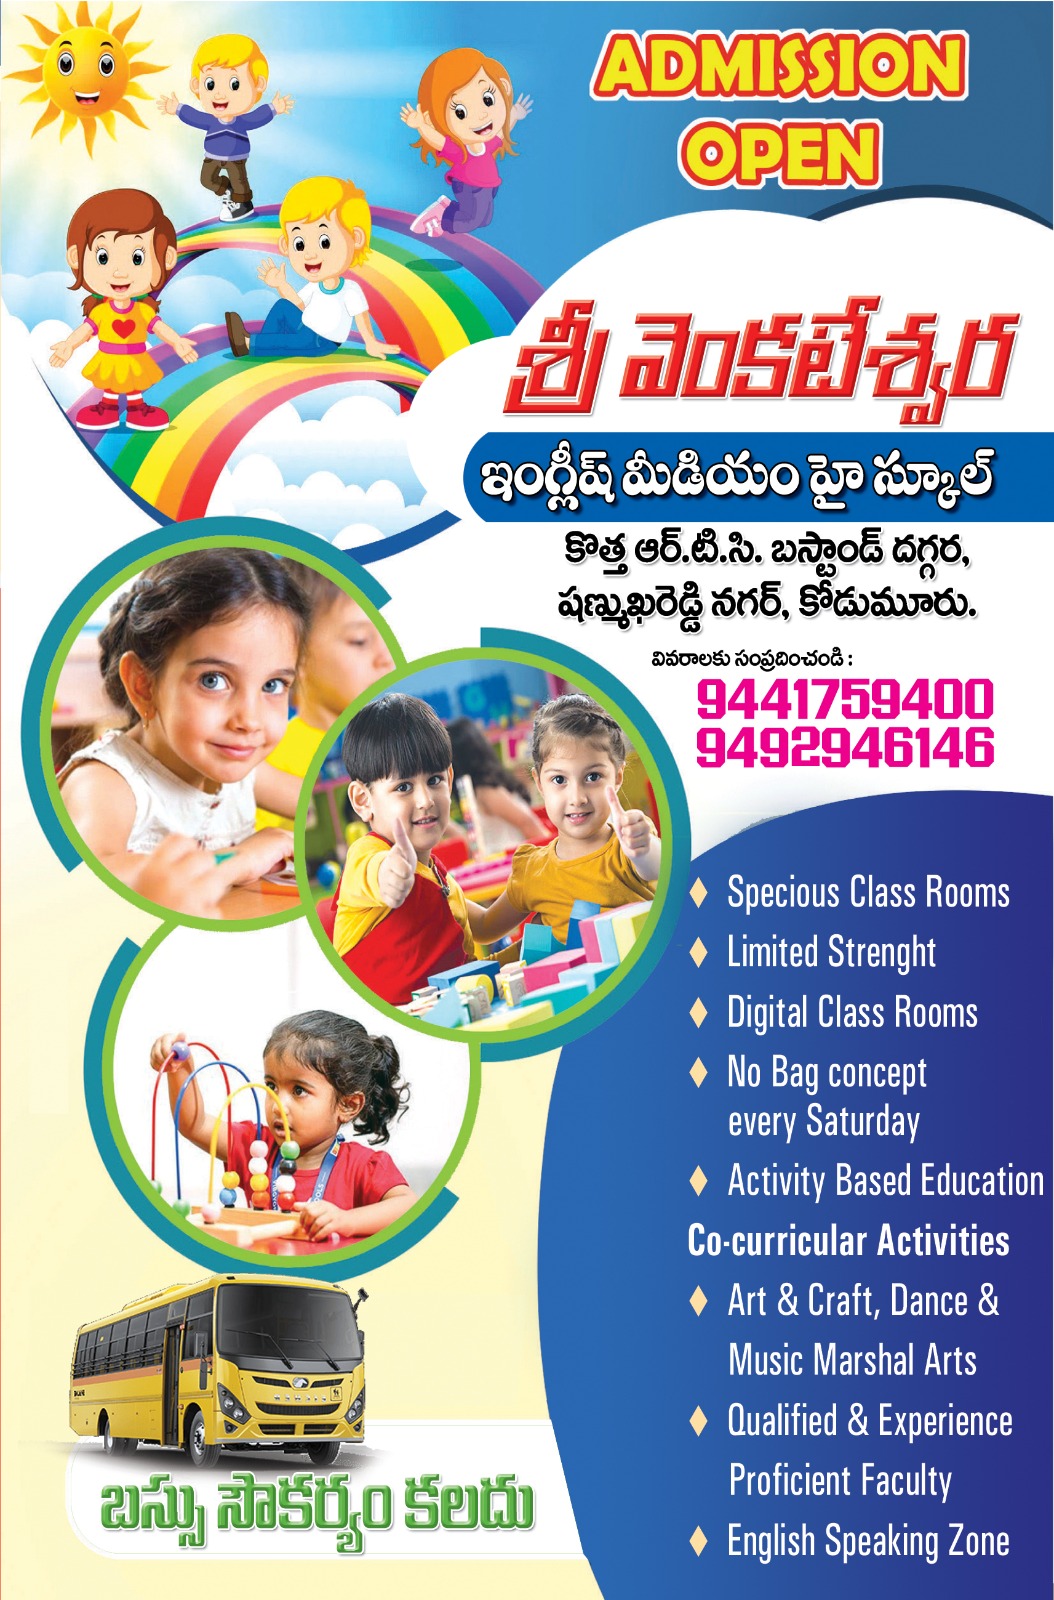 ADMISSION
OPEN
శ్రీ వెంకటేశ్వర
ఇంగ్లీష్ మీడియం హై స్కూల్
కొత్త ఆర్.టి.సి. బస్టాండ్ దగ్గర,
షణ్ముఖరెడ్డి నగర్, కోడుమూరు.
వివరాలకు సంప్రదించండి :
9441759400
9492946146
Specious Class Rooms
Limited Strenght
Digital Class Rooms
No Bag concept
every Saturday
Activity Based Education
Co-curricular Activities
Art & Craft, Dance &
Music Marshal Arts
Qualified & Experience
Proficient Faculty
English Speaking Zone
బస్సు సౌకర్యం కలదు